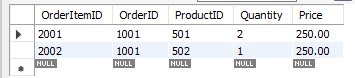 OrderItemID OrderID ProductID Quantity Price
2001 1001 501 2 250.00
2002 1001 502 1 250.00
NULL NULL NULL NULL NULL